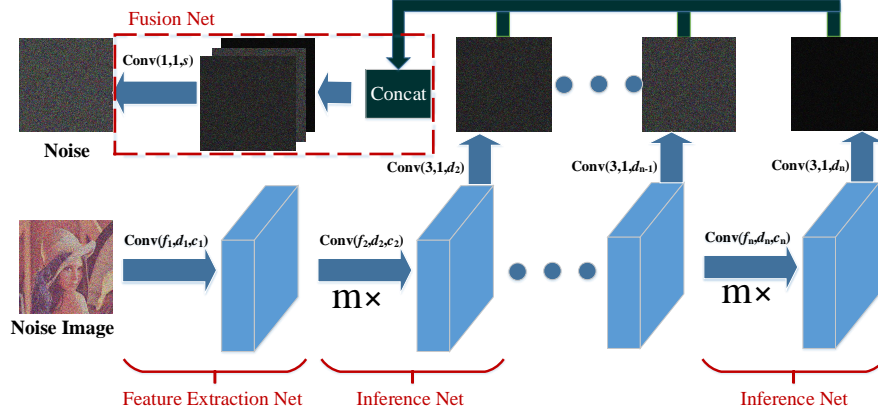 Fusion Net
Conv(1,1,s)
Concat
Noise
Conv(3,1,d2)
Conv(3,1,dn-1)
Conv(3,1,dn)
Conv(f1,d1,c1)
Conv(f2,d2,c2)
Conv(fn,dn,cn)
m×
m×
Noise Image
Feature Extraction Net
Inference Net
Inference Net